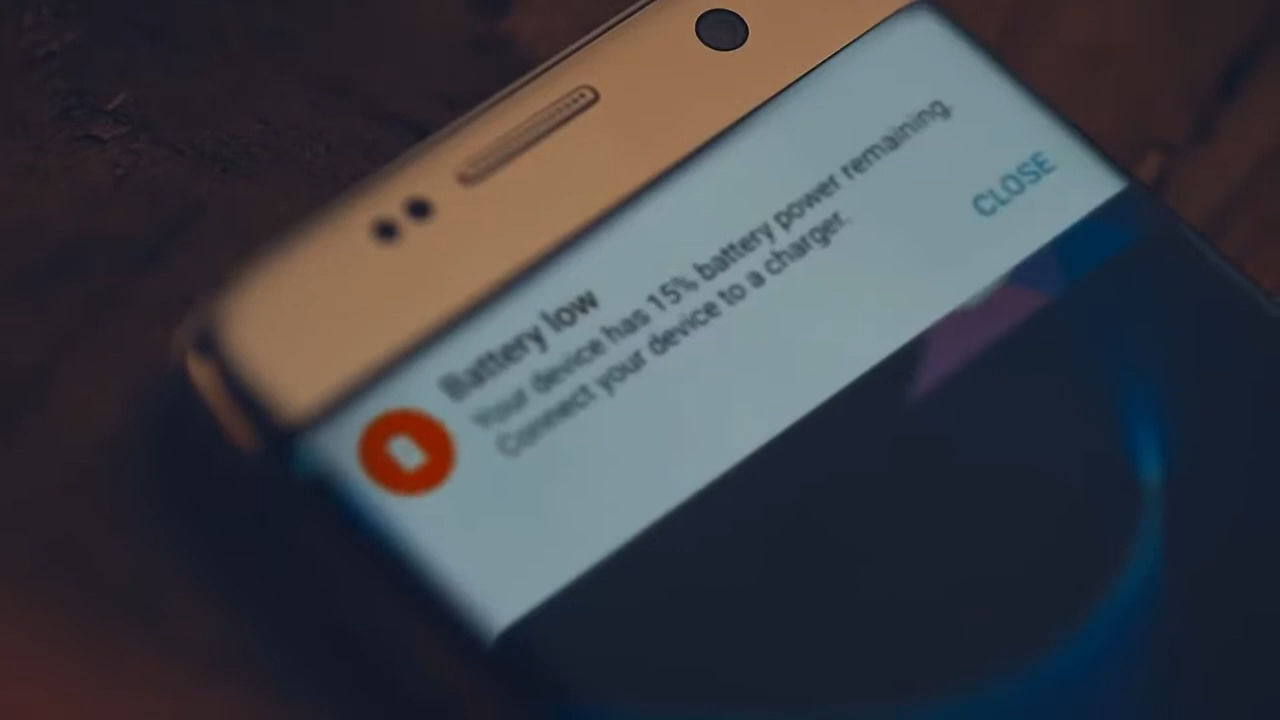 Battery low
Your device has 15% battery power remaining.
Connect your device to a charger.
CLOSE